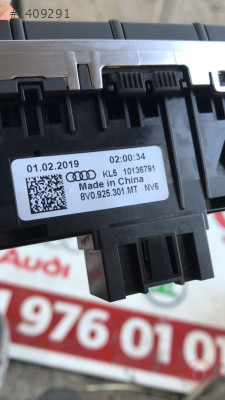 409291
01.02.2019 02:00:34
KL5 10136791
Made in China
8V0.925.301.MT NV6
Audi
976 01 01